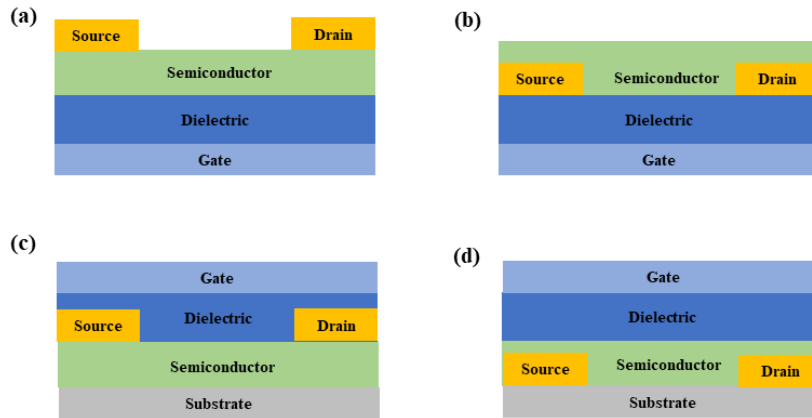 (a)
Source
Drain
Semiconductor
Dielectric
Gate
(b)
Source
Semiconductor
Drain
Dielectric
Gate
(c)
Gate
Source
Dielectric
Drain
Semiconductor
Substrate
(d)
Gate
Dielectric
Source
Semiconductor
Drain
Substrate